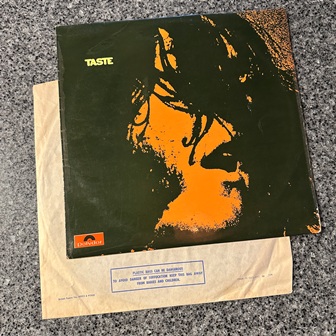 TASTE
Polydor
PLASTIC BAGS CAN BE DANGEROUS.
TO AVOID DANGER OF SUFFOCATION KEEP THIS BAG AWAY
FROM BABIES AND CHILDREN.